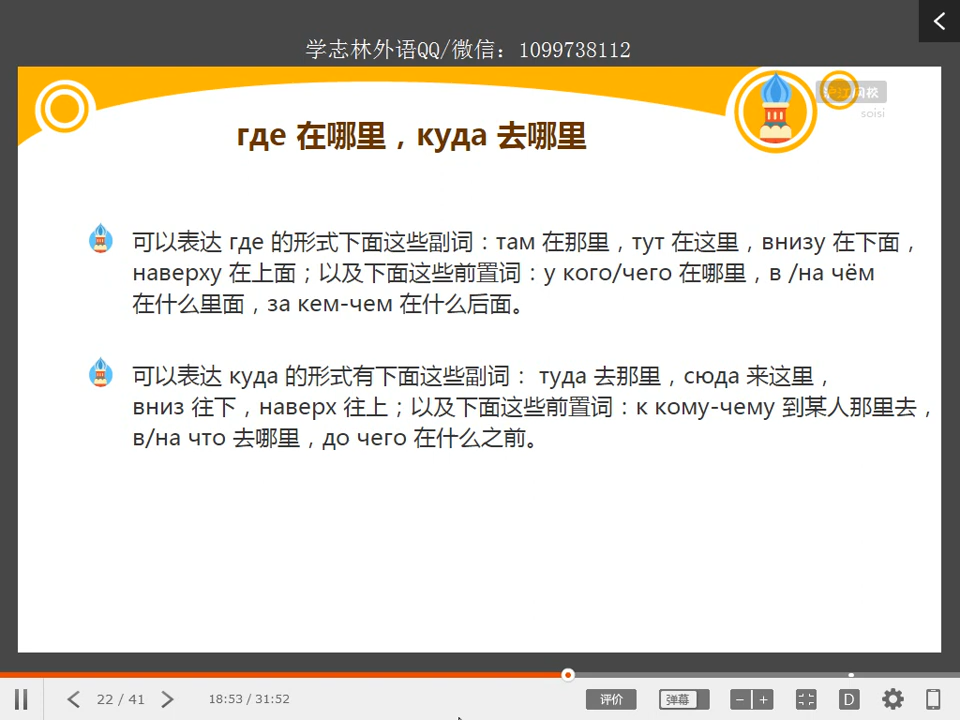 学志林外语QQ/微信：1099738112
沪江网校
soisi
где 在哪里，куда 去哪里
可以表达 где 的形式下面这些副词：там 在那里，тут 在这里，внизу 在下面，
наверху 在上面；以及下面这些前置词：у кого/чего 在哪里，в /на чём
在什么里面，за кем-чем 在什么后面。
可以表达 куда 的形式有下面这些副词： туда 去那里，сюда 来这里，
вниз 往下，наверх 往上；以及下面这些前置词：к кому-чему 到某人那里去，
в/на что 去哪里，до чего 在什么之前。
22 / 41
18:53 / 31:52
评价
弹幕
D